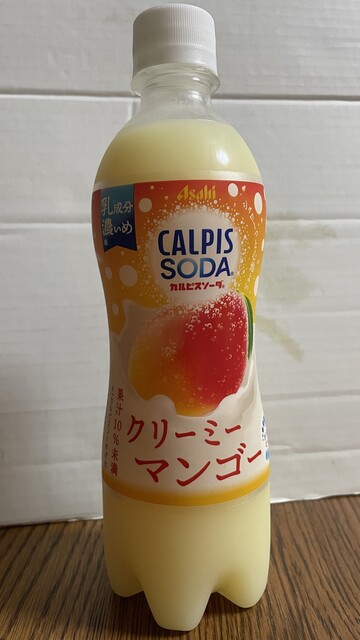 乳成分
濃いめ
Asahi
CALPIS
SODA®
カルピスソーダ®
果汁10%未満
クリーミー
マンゴー